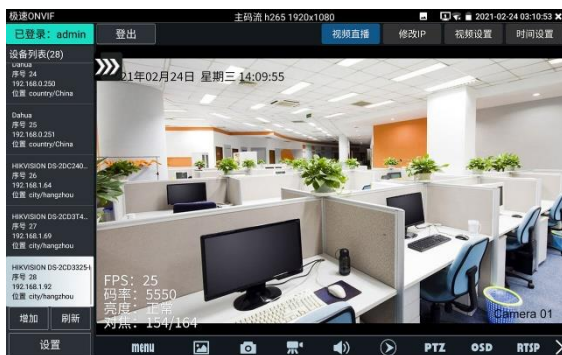 极速ONVIF
主码流 h265 1920x1080
2021-02-24 03:10:53
已登录: admin
登出
视频直播
修改IP
视频设置
时间设置
设备列表(28)
Dahua
序号 24
192.168.0.250
位置 country/China
Dahua
序号 25
192.168.0.251
位置 country/China
HIKVISION DS-2DC240...
序号 26
192.168.1.64
位置 city/hangzhou
HIKVISION DS-2CD3T4...
序号 27
192.168.1.69
位置 city/hangzhou
HIKVISION DS-2CD3325-
序号 28
192.168.1.92
位置 city/hangzhou
增加
刷新
设置
21年02月24日 星期三 14:09:55
FPS: 25
码率: 5550
亮度: 正常
对焦: 154/164
Camera 01
menu
PTZ
OSD
RTSP